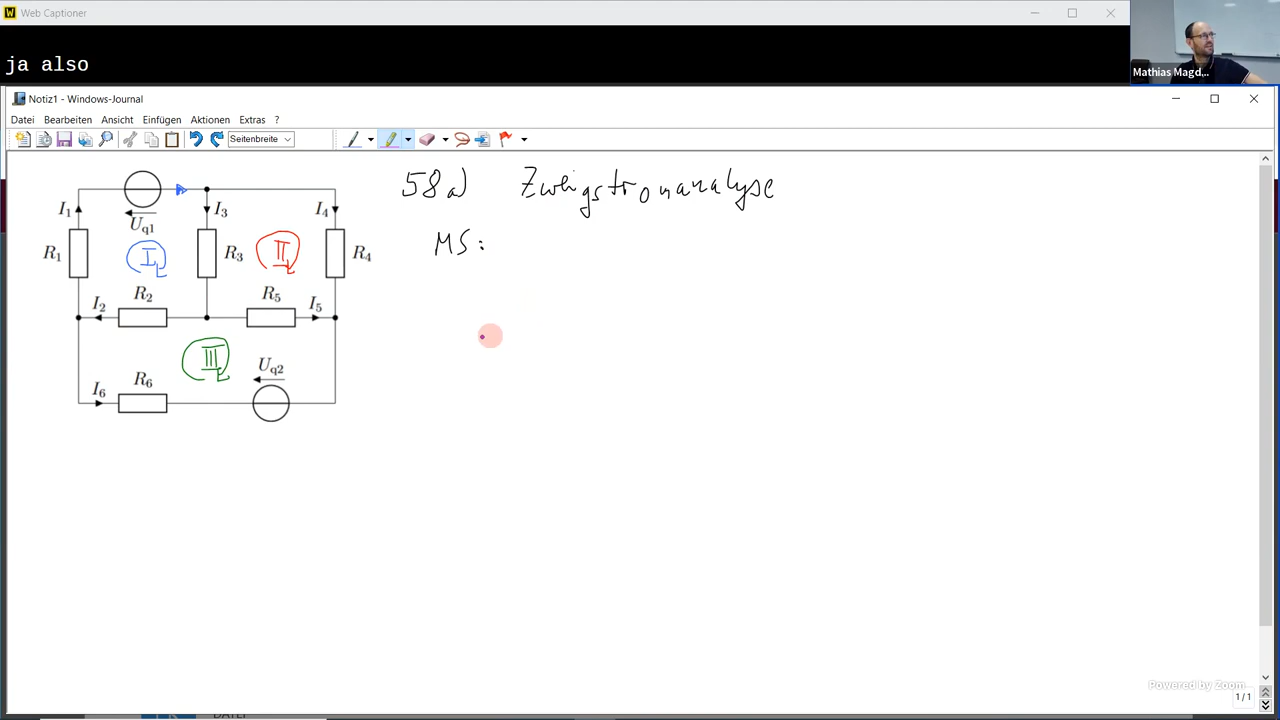 Web Captioner
ja also
Mathias Magd...
Notiz1 - Windows-Journal
Datei Bearbeiten Ansicht Einfügen Aktionen Extras ?
Seitenbreite
58a) Zweigstromanalyse
MS:
I1
Uq1
I3
I4
R1
I
R3
II
R4
I2
R2
R5
I5
III
Uq2
I6
R6
Powered by Zoom
1/1